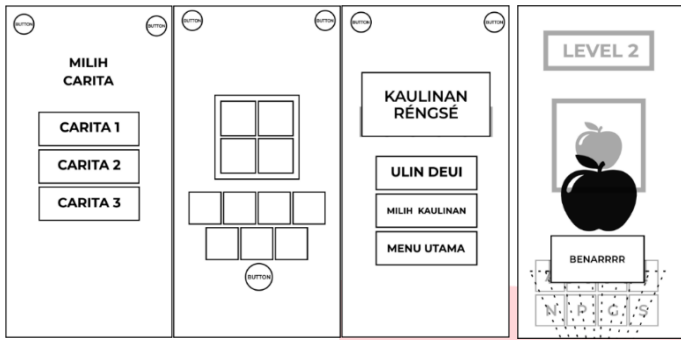 BUTTON
BUTTON
MILIH
CARITA
CARITA 1
CARITA 2
CARITA 3
BUTTON
BUTTON
BUTTON
BUTTON
BUTTON
KAULINAN
RÉNGSÉ
ULIN DEUI
MILIH KAULINAN
MENU UTAMA
LEVEL 2
BENARRRR
N P G S